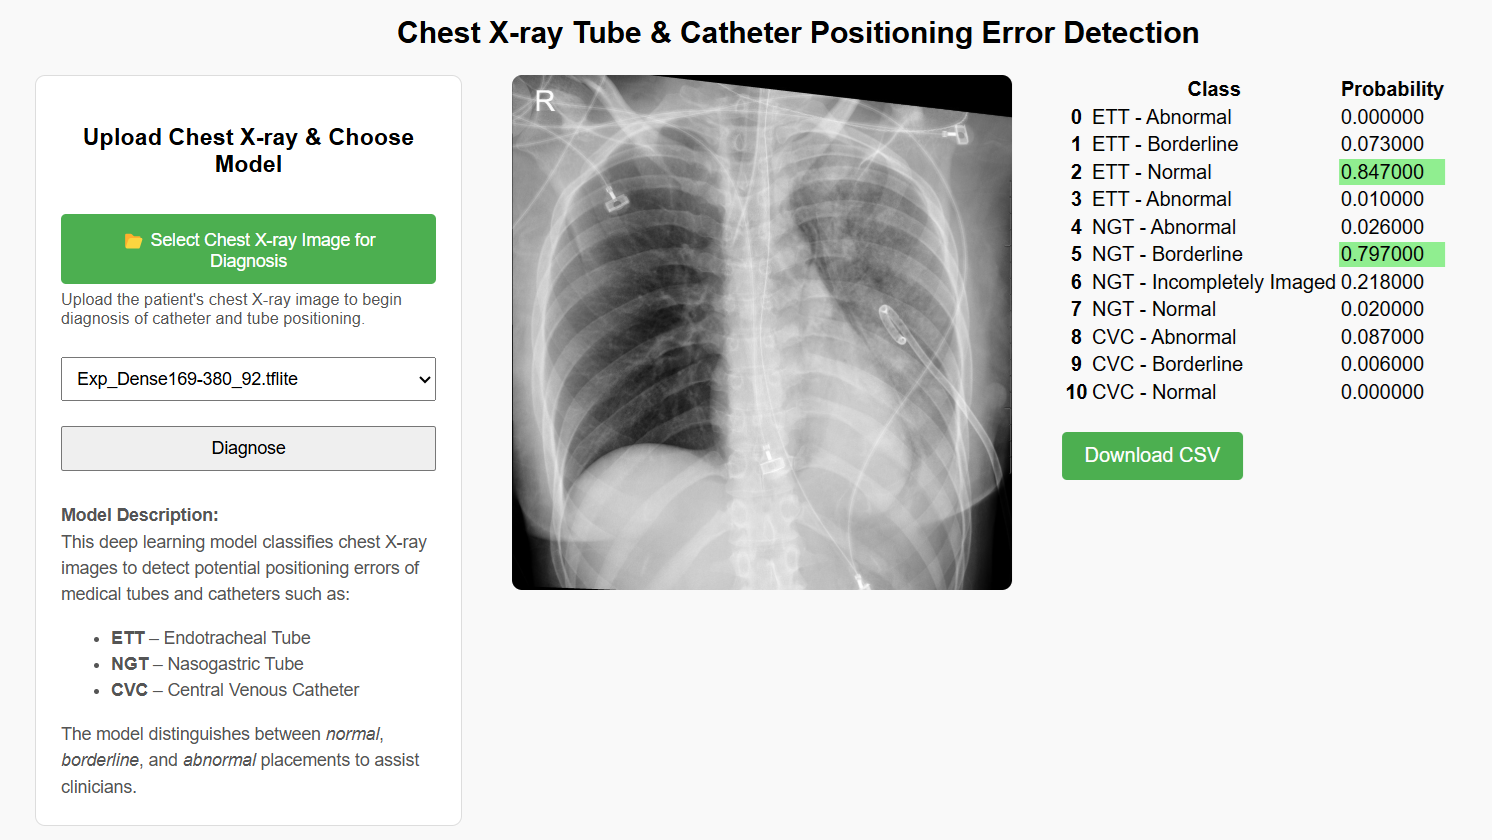 Chest X-ray Tube & Catheter Positioning Error Detection
Upload Chest X-ray & Choose
Model
📂 Select Chest X-ray Image for
Diagnosis
Upload the patient's chest X-ray image to begin
diagnosis of catheter and tube positioning.
Exp_Dense169-380_92.tflite
Diagnose
Model Description:
This deep learning model classifies chest X-ray
images to detect potential positioning errors of
medical tubes and catheters such as:
• ETT – Endotracheal Tube
• NGT – Nasogastric Tube
• CVC – Central Venous Catheter
The model distinguishes between normal,
borderline, and abnormal placements to assist
clinicians.
R
Class Probability
0 ETT - Abnormal 0.000000
1 ETT - Borderline 0.073000
2 ETT - Normal 0.847000
3 ETT - Abnormal 0.010000
4 NGT - Abnormal 0.026000
5 NGT - Borderline 0.797000
6 NGT - Incompletely Imaged 0.218000
7 NGT - Normal 0.020000
8 CVC - Abnormal 0.087000
9 CVC - Borderline 0.006000
10 CVC - Normal 0.000000
Download CSV